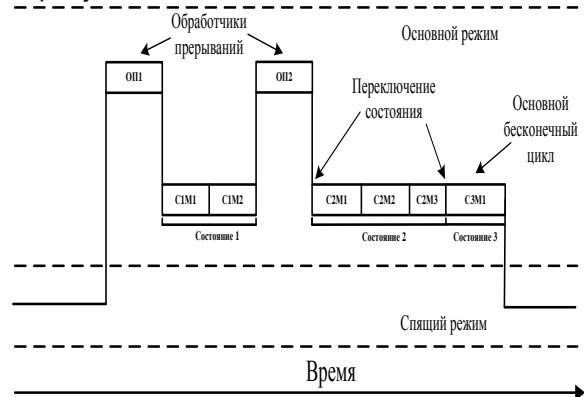 Обработчики
прерываний
Основной режим
ОП1
ОП2
Переключение
состояния
Основной
бесконечный
цикл
С1М1
С1М2
С2М1
С2М2
С2М3
С3М1
Состояние 1
Состояние 2
Состояние 3
Спящий режим
Время